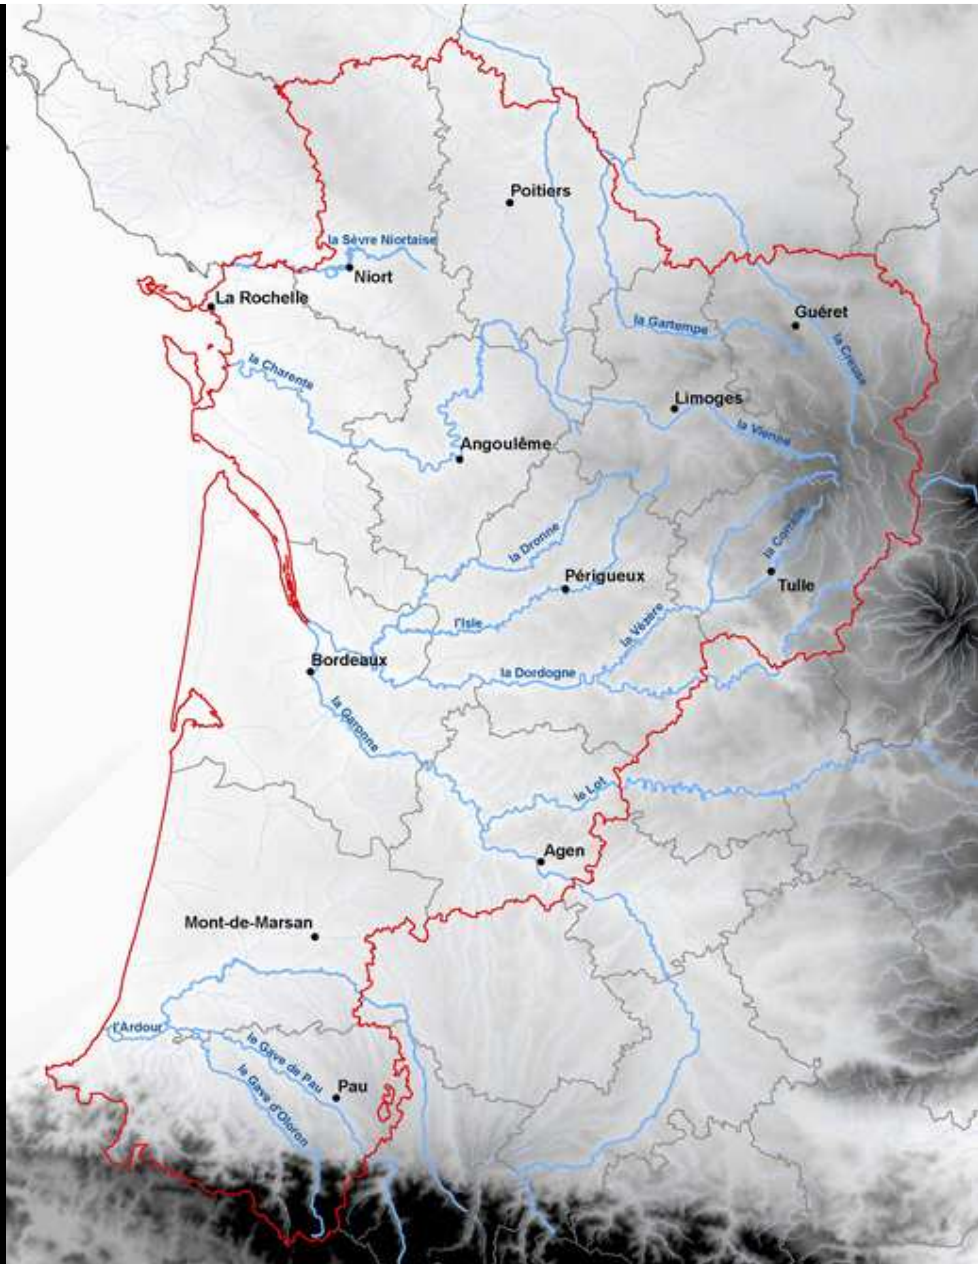 Poitiers
la Sèvre Niortaise
Niort
La Rochelle
Guéret
la Gartempe
la Creuse
la Charente
Limoges
la Vienne
Angoulême
la Dronne
la Corrèze
Périgueux
Tulle
l'Isle
la Vézère
Bordeaux
la Dordogne
la Garonne
le Lot
Agen
Mont-de-Marsan
l'Ardour
le Gave de Pau
Pau
le Gave d'Oloron